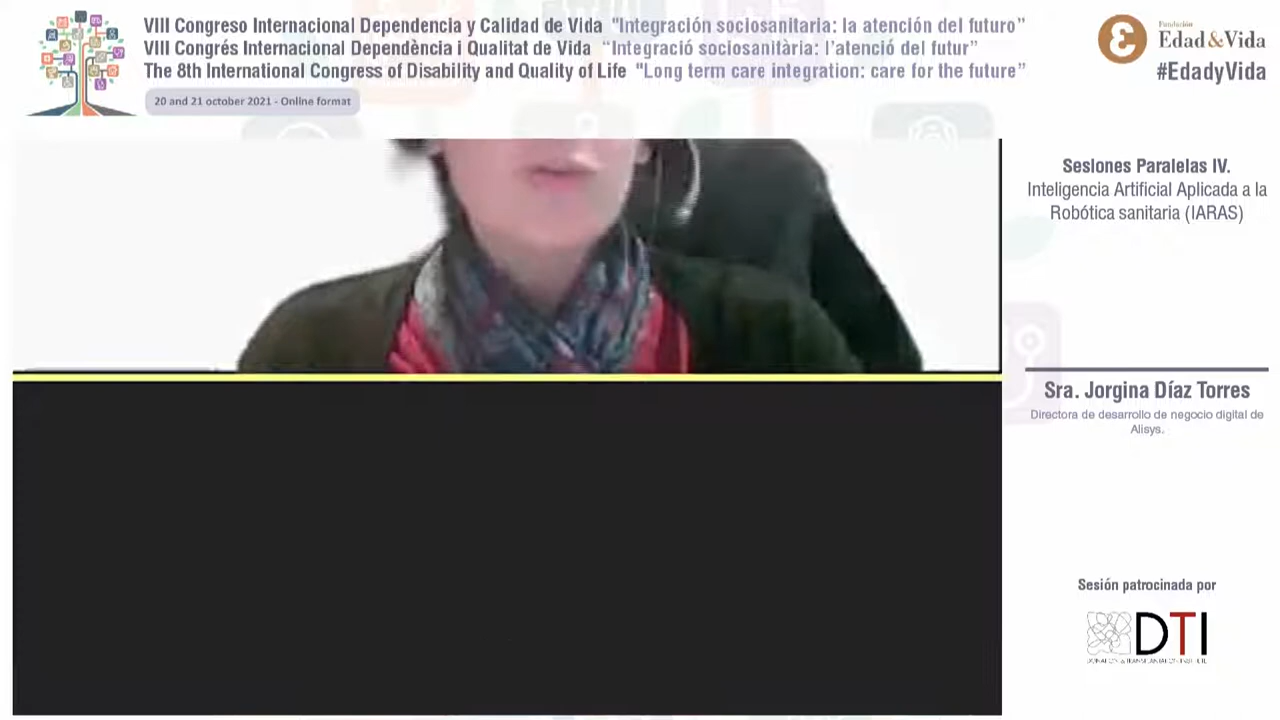 VIII Congreso Internacional Dependencia y Calidad de Vida "Integración sociosanitaria: la atención del futuro"
VIII Congrés Internacional Dependència i Qualitat de Vida "Integració sociosanitària: l'atenció del futur"
The 8th International Congress of Disability and Quality of Life "Long term care integration: care for the future"
20 and 21 october 2021 - Online format
Fundación
Edad&Vida
#EdadyVida
Sesiones Paralelas IV.
Inteligencia Artificial Aplicada a la
Robótica sanitaria (IARAS)
Sra. Jorgina Díaz Torres
Directora de desarrollo de negocio digital de
Alisys.
Sesión patrocinada por
DTI
DONATION & TRANSPLANTATION INSTITUTE